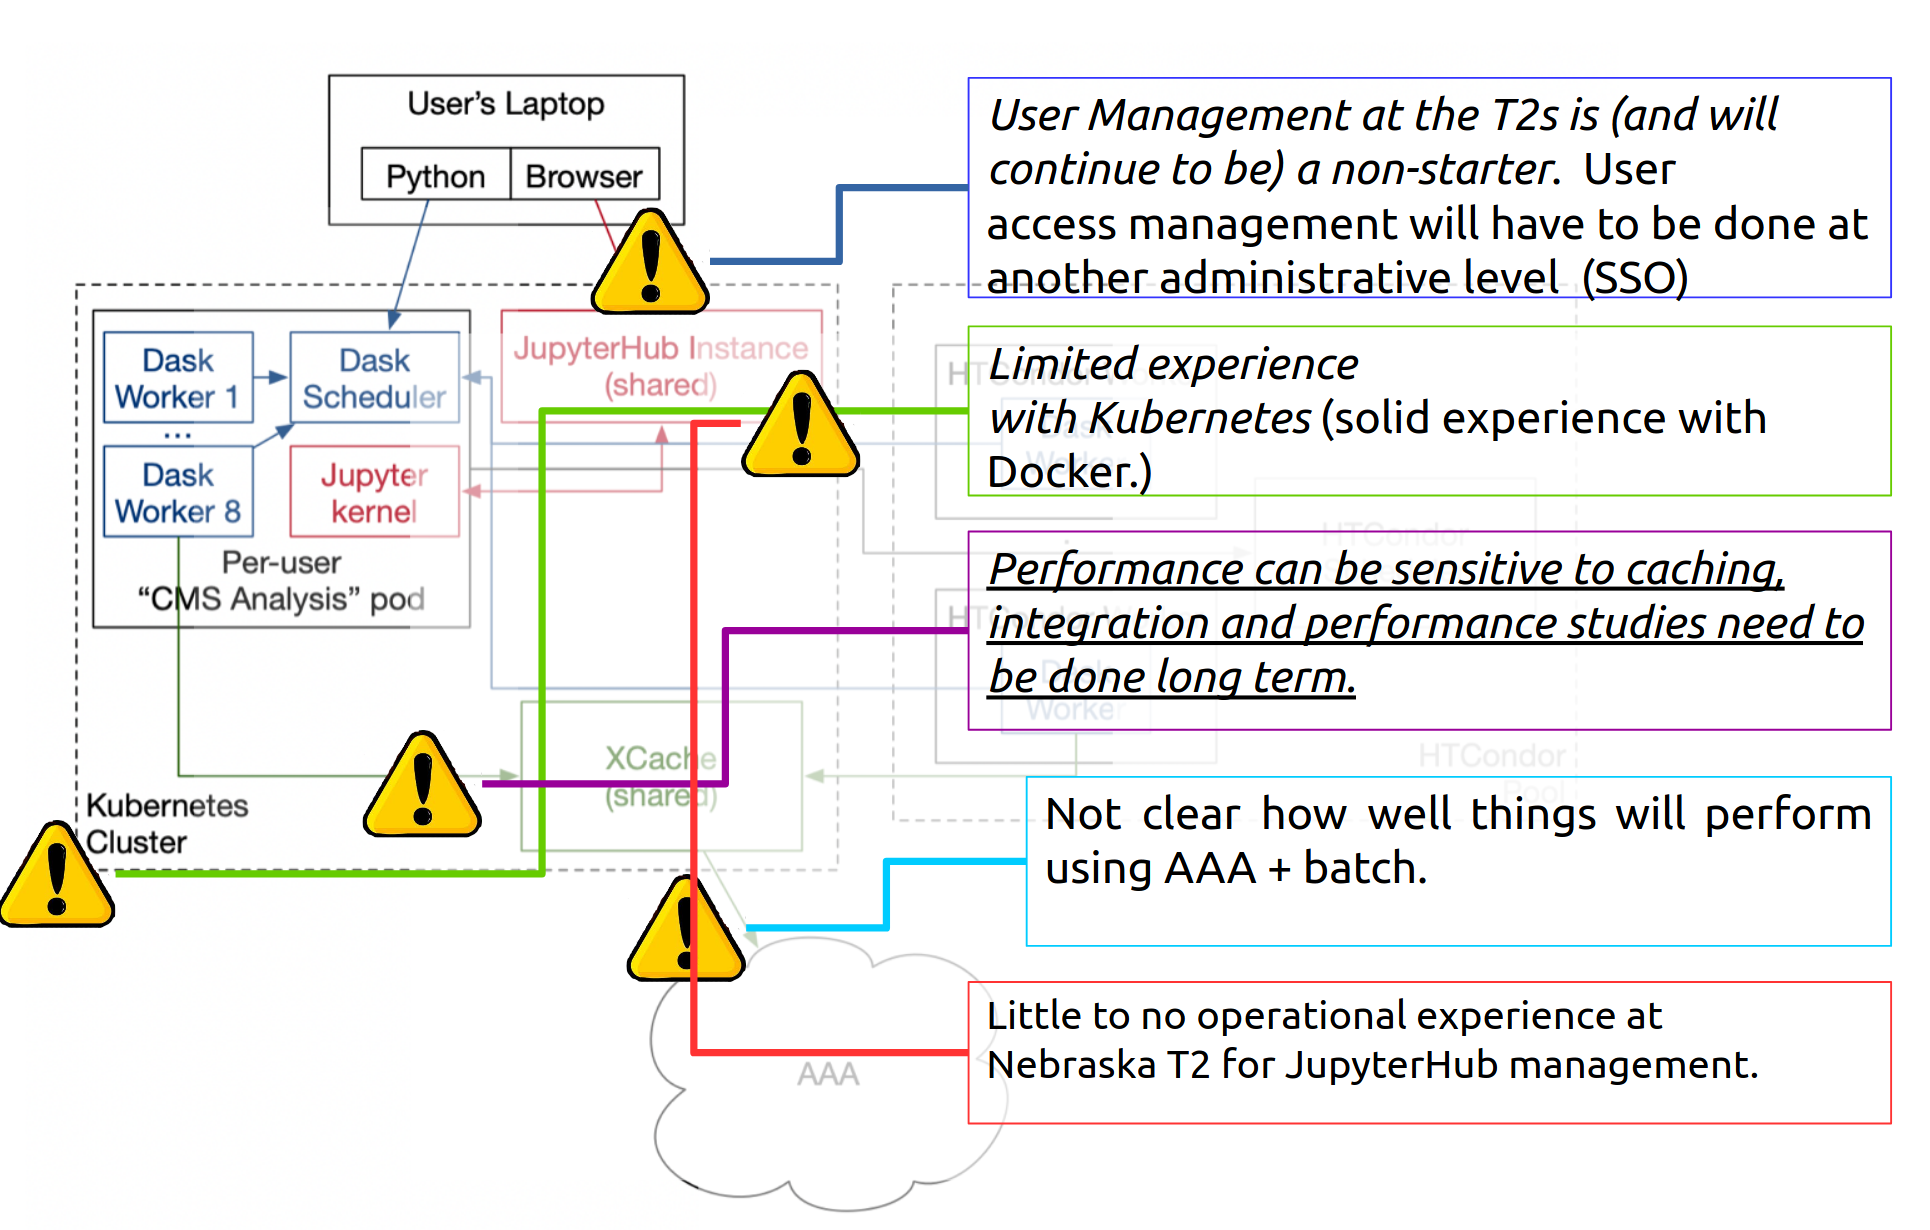 User's Laptop
Python
Browser
User Management at the T2s is (and will
continue to be) a non-starter. User
access management will have to be done at
another administrative level (SSO)
Dask
Worker 1
Dask
Scheduler
JupyterHub Instance
(shared)
...
Dask
Worker 8
Jupyter
kernel
Per-user
“CMS Analysis” pod
Limited experience
with Kubernetes (solid experience with
Docker.)
Dask
HTCondor
Performance can be sensitive to caching,
integration and performance studies need to
be done long term.
Dask
Worker
HTCondor
Pool
XCache
(shared)
Kubernetes
Cluster
Not clear how well things will perform
using AAA + batch.
AAA
Little to no operational experience at
Nebraska T2 for JupyterHub management.